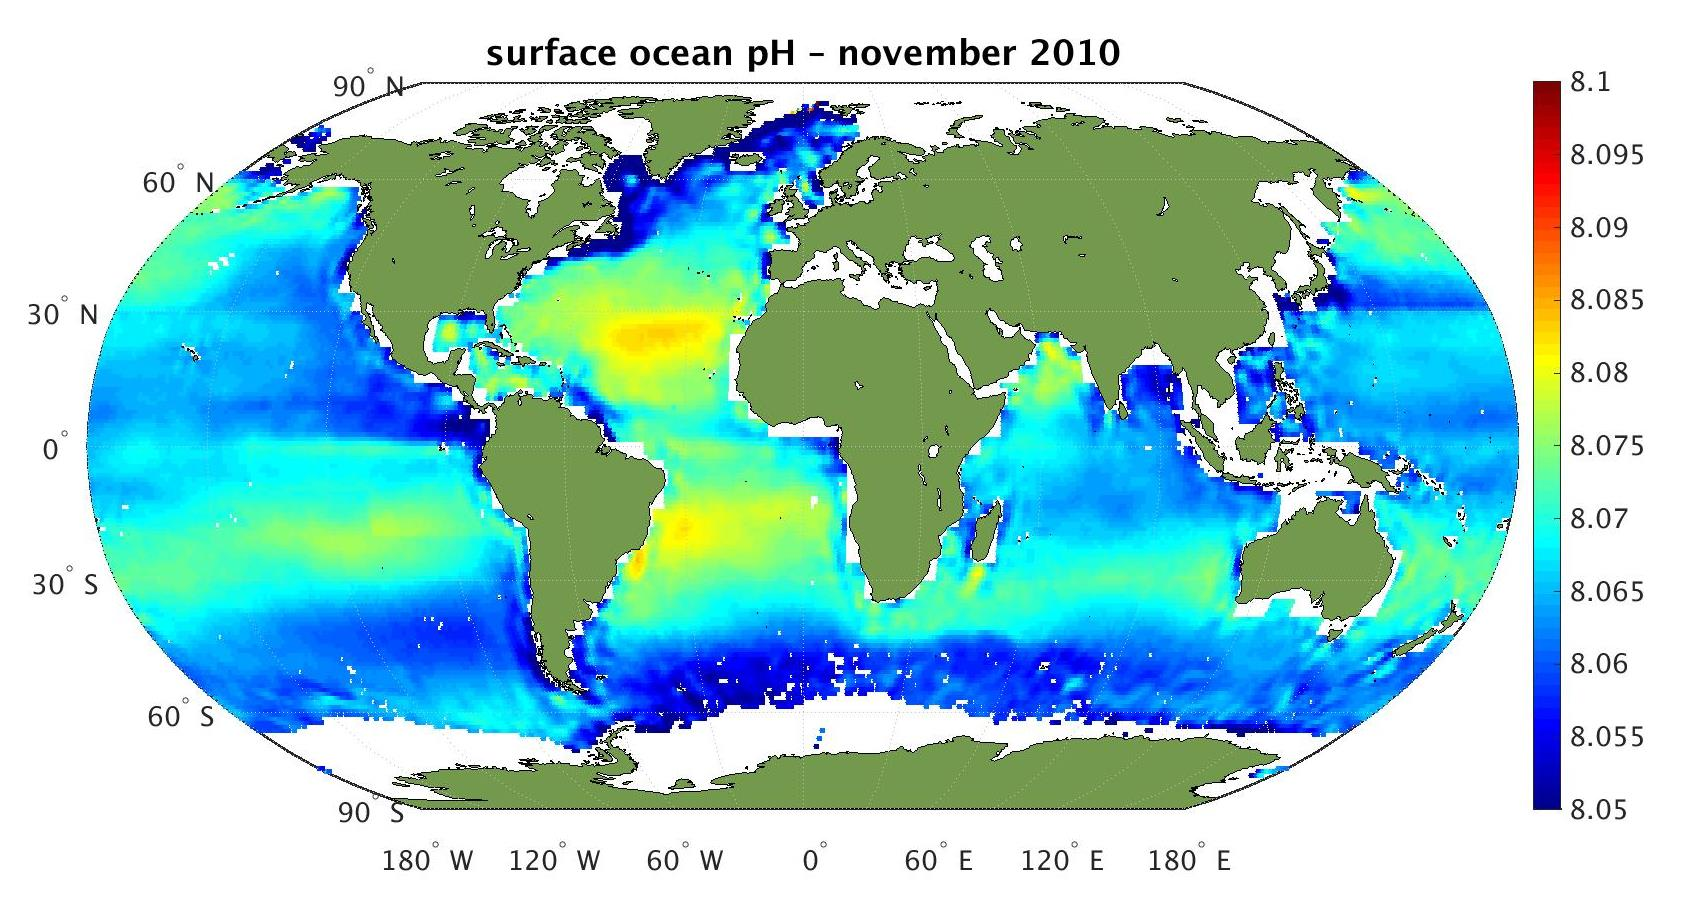 surface ocean pH – november 2010
90° N
60° N
30° N
0°
30° S
60° S
90° S
180° W 120° W 60° W 0° 60° E 120° E 180° E
8.1
8.095
8.09
8.085
8.08
8.075
8.07
8.065
8.06
8.055
8.05